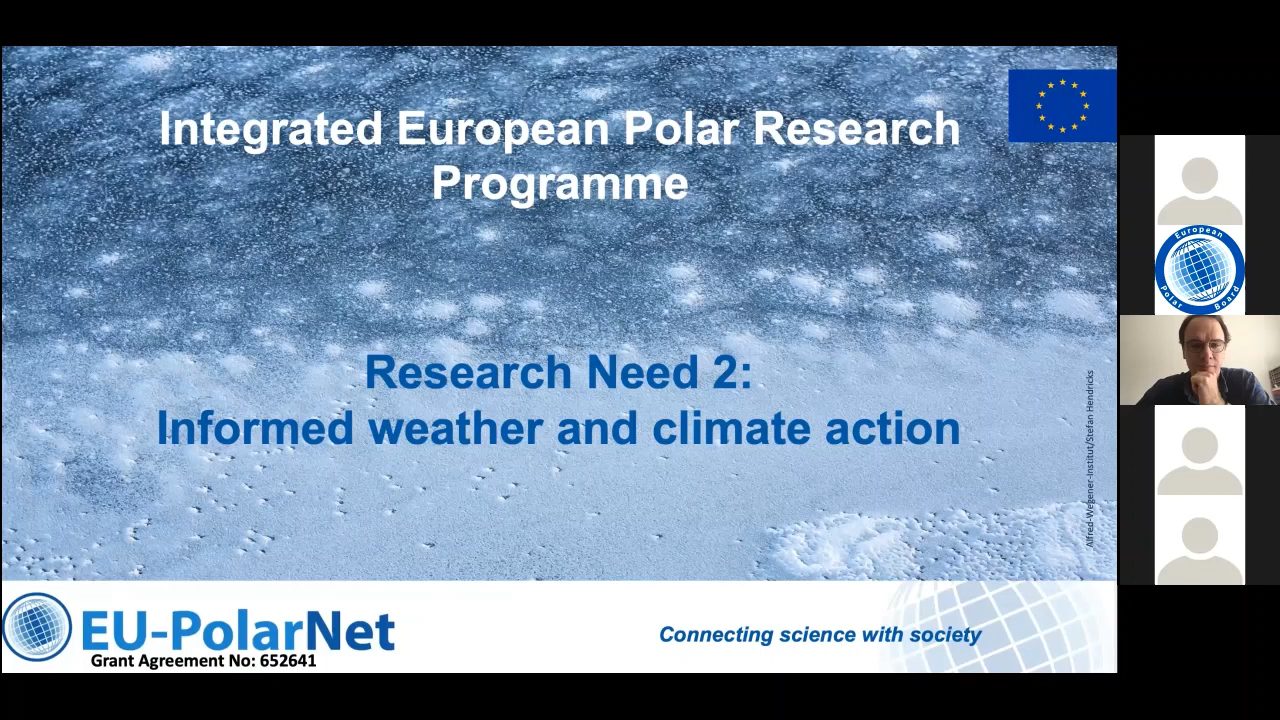 Integrated European Polar Research
Programme
Research Need 2:
Informed weather and climate action
Alfred-Wegener-Institut/Stefan Hendricks
EU-PolarNet
Grant Agreement No: 652641
Connecting science with society
European
Polar Board